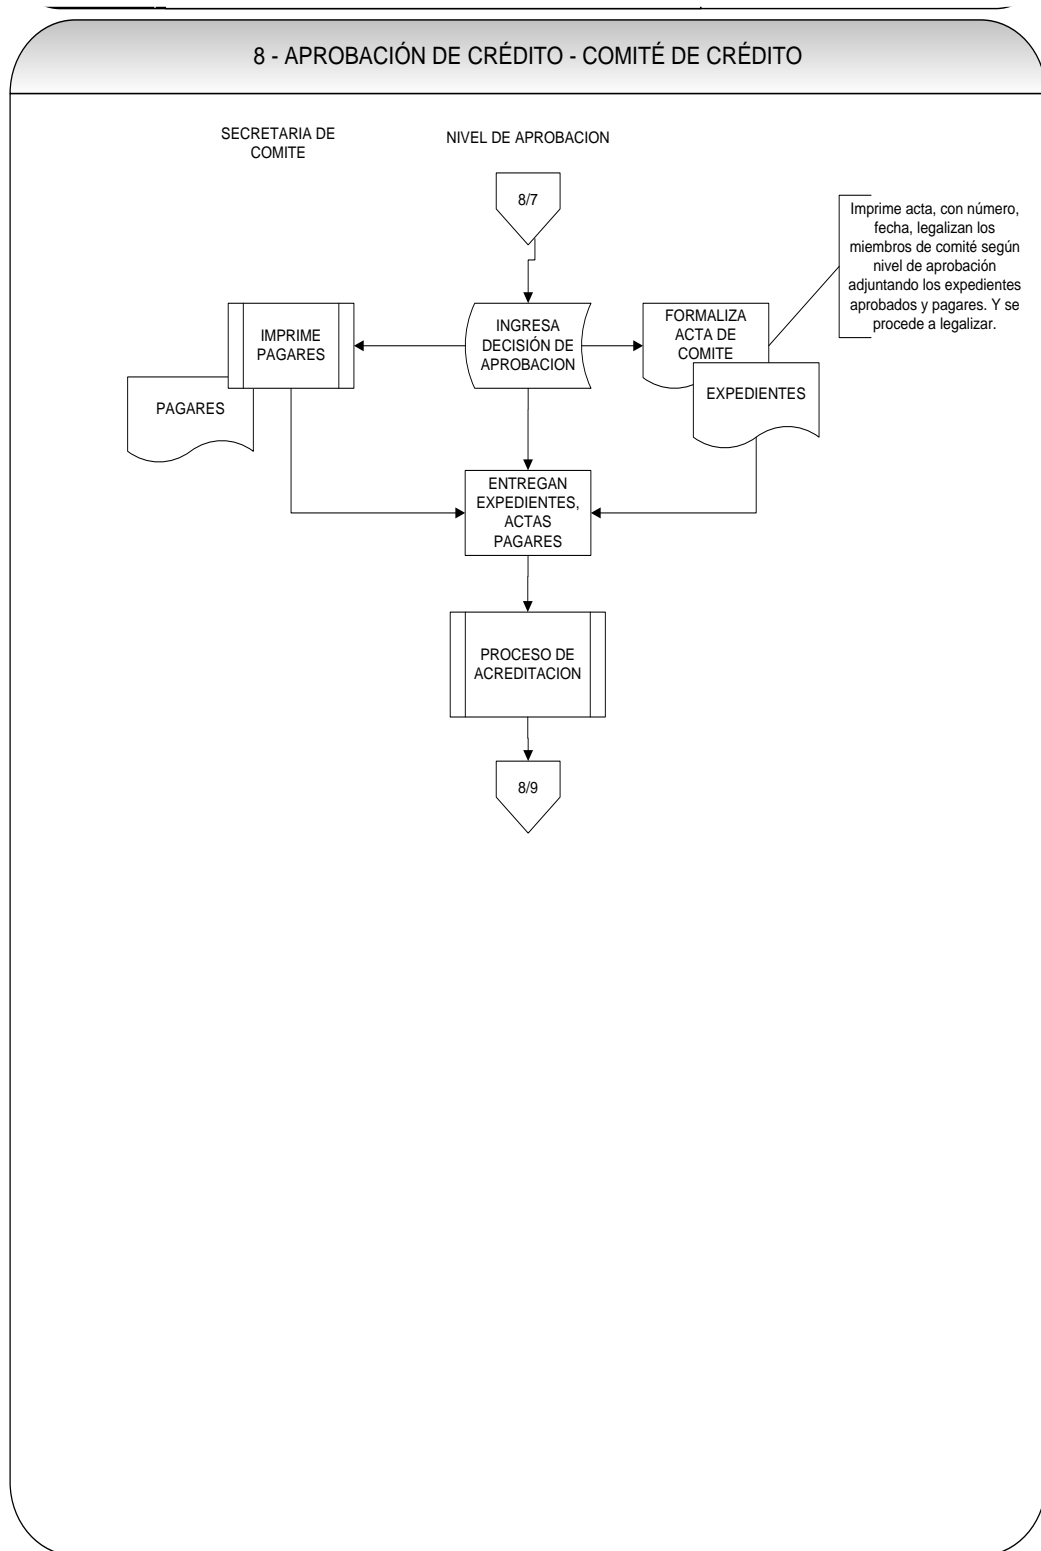 8 - APROBACIÓN DE CRÉDITO - COMITÉ DE CRÉDITO
SECRETARIA DE
COMITE
NIVEL DE APROBACION
8/7
Imprime acta, con número,
fecha, legalizan los
miembros de comité según
nivel de aprobación
adjuntando los expedientes
aprobados y pagares. Y se
procede a legalizar.
IMPRIME
PAGARES
INGRESA
DECISIÓN DE
APROBACION
FORMALIZA
ACTA DE
COMITE
PAGARES
EXPEDIENTES
ENTREGAN
EXPEDIENTES,
ACTAS
PAGARES
PROCESO DE
ACREDITACION
8/9